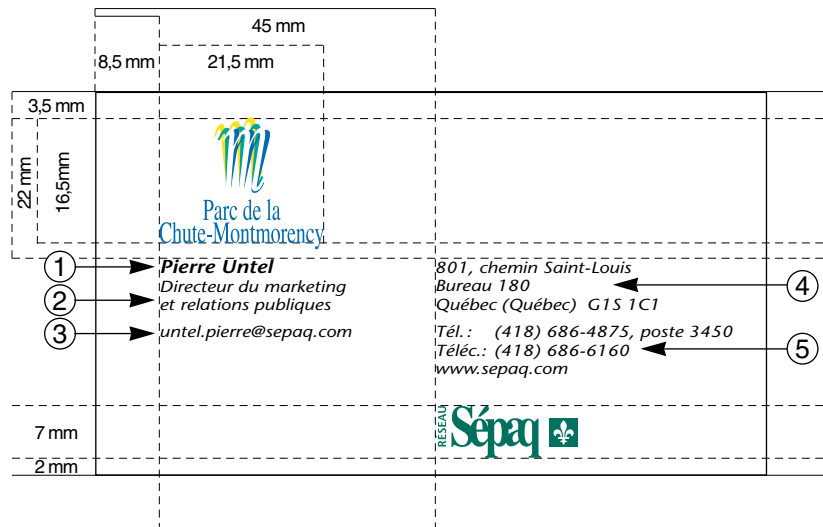 45 mm
8,5 mm
21,5 mm
3,5 mm
22 mm
16,5mm
Parc de la
Chute-Montmorency
1
Pierre Untel
2
Directeur du marketing
et relations publiques
3
untel.pierre@sepaq.com
801, chemin Saint-Louis
Bureau 180
Québec (Québec) G1S 1C1
4
Tél.: (418) 686-4875, poste 3450
Téléc.: (418) 686-6160
www.sepaq.com
5
7 mm
2 mm
RÉSEAU
Sépaq